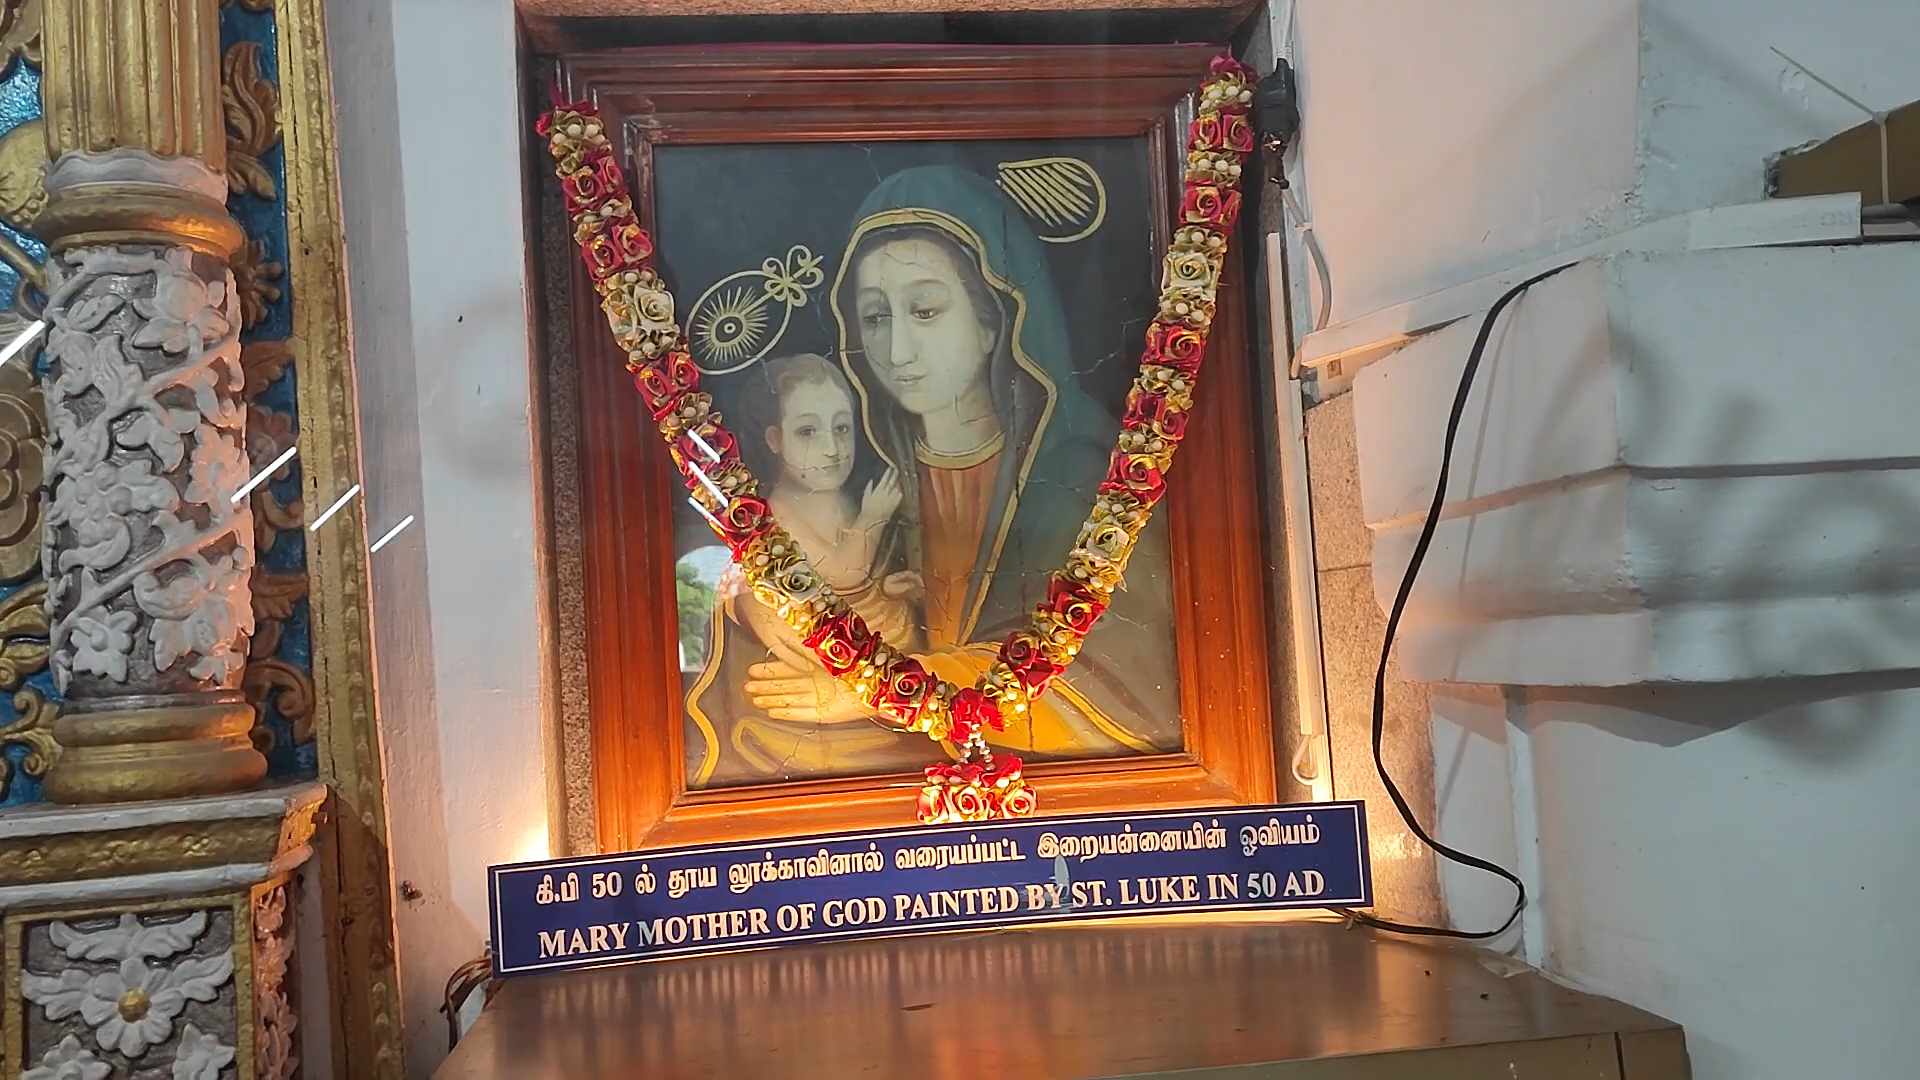 கி.பி 50 ல் தூய லூக்காவினால் வரையப்பட்ட இறையன்னையின் ஓவியம்
MARY MOTHER OF GOD PAINTED BY ST. LUKE IN 50 AD